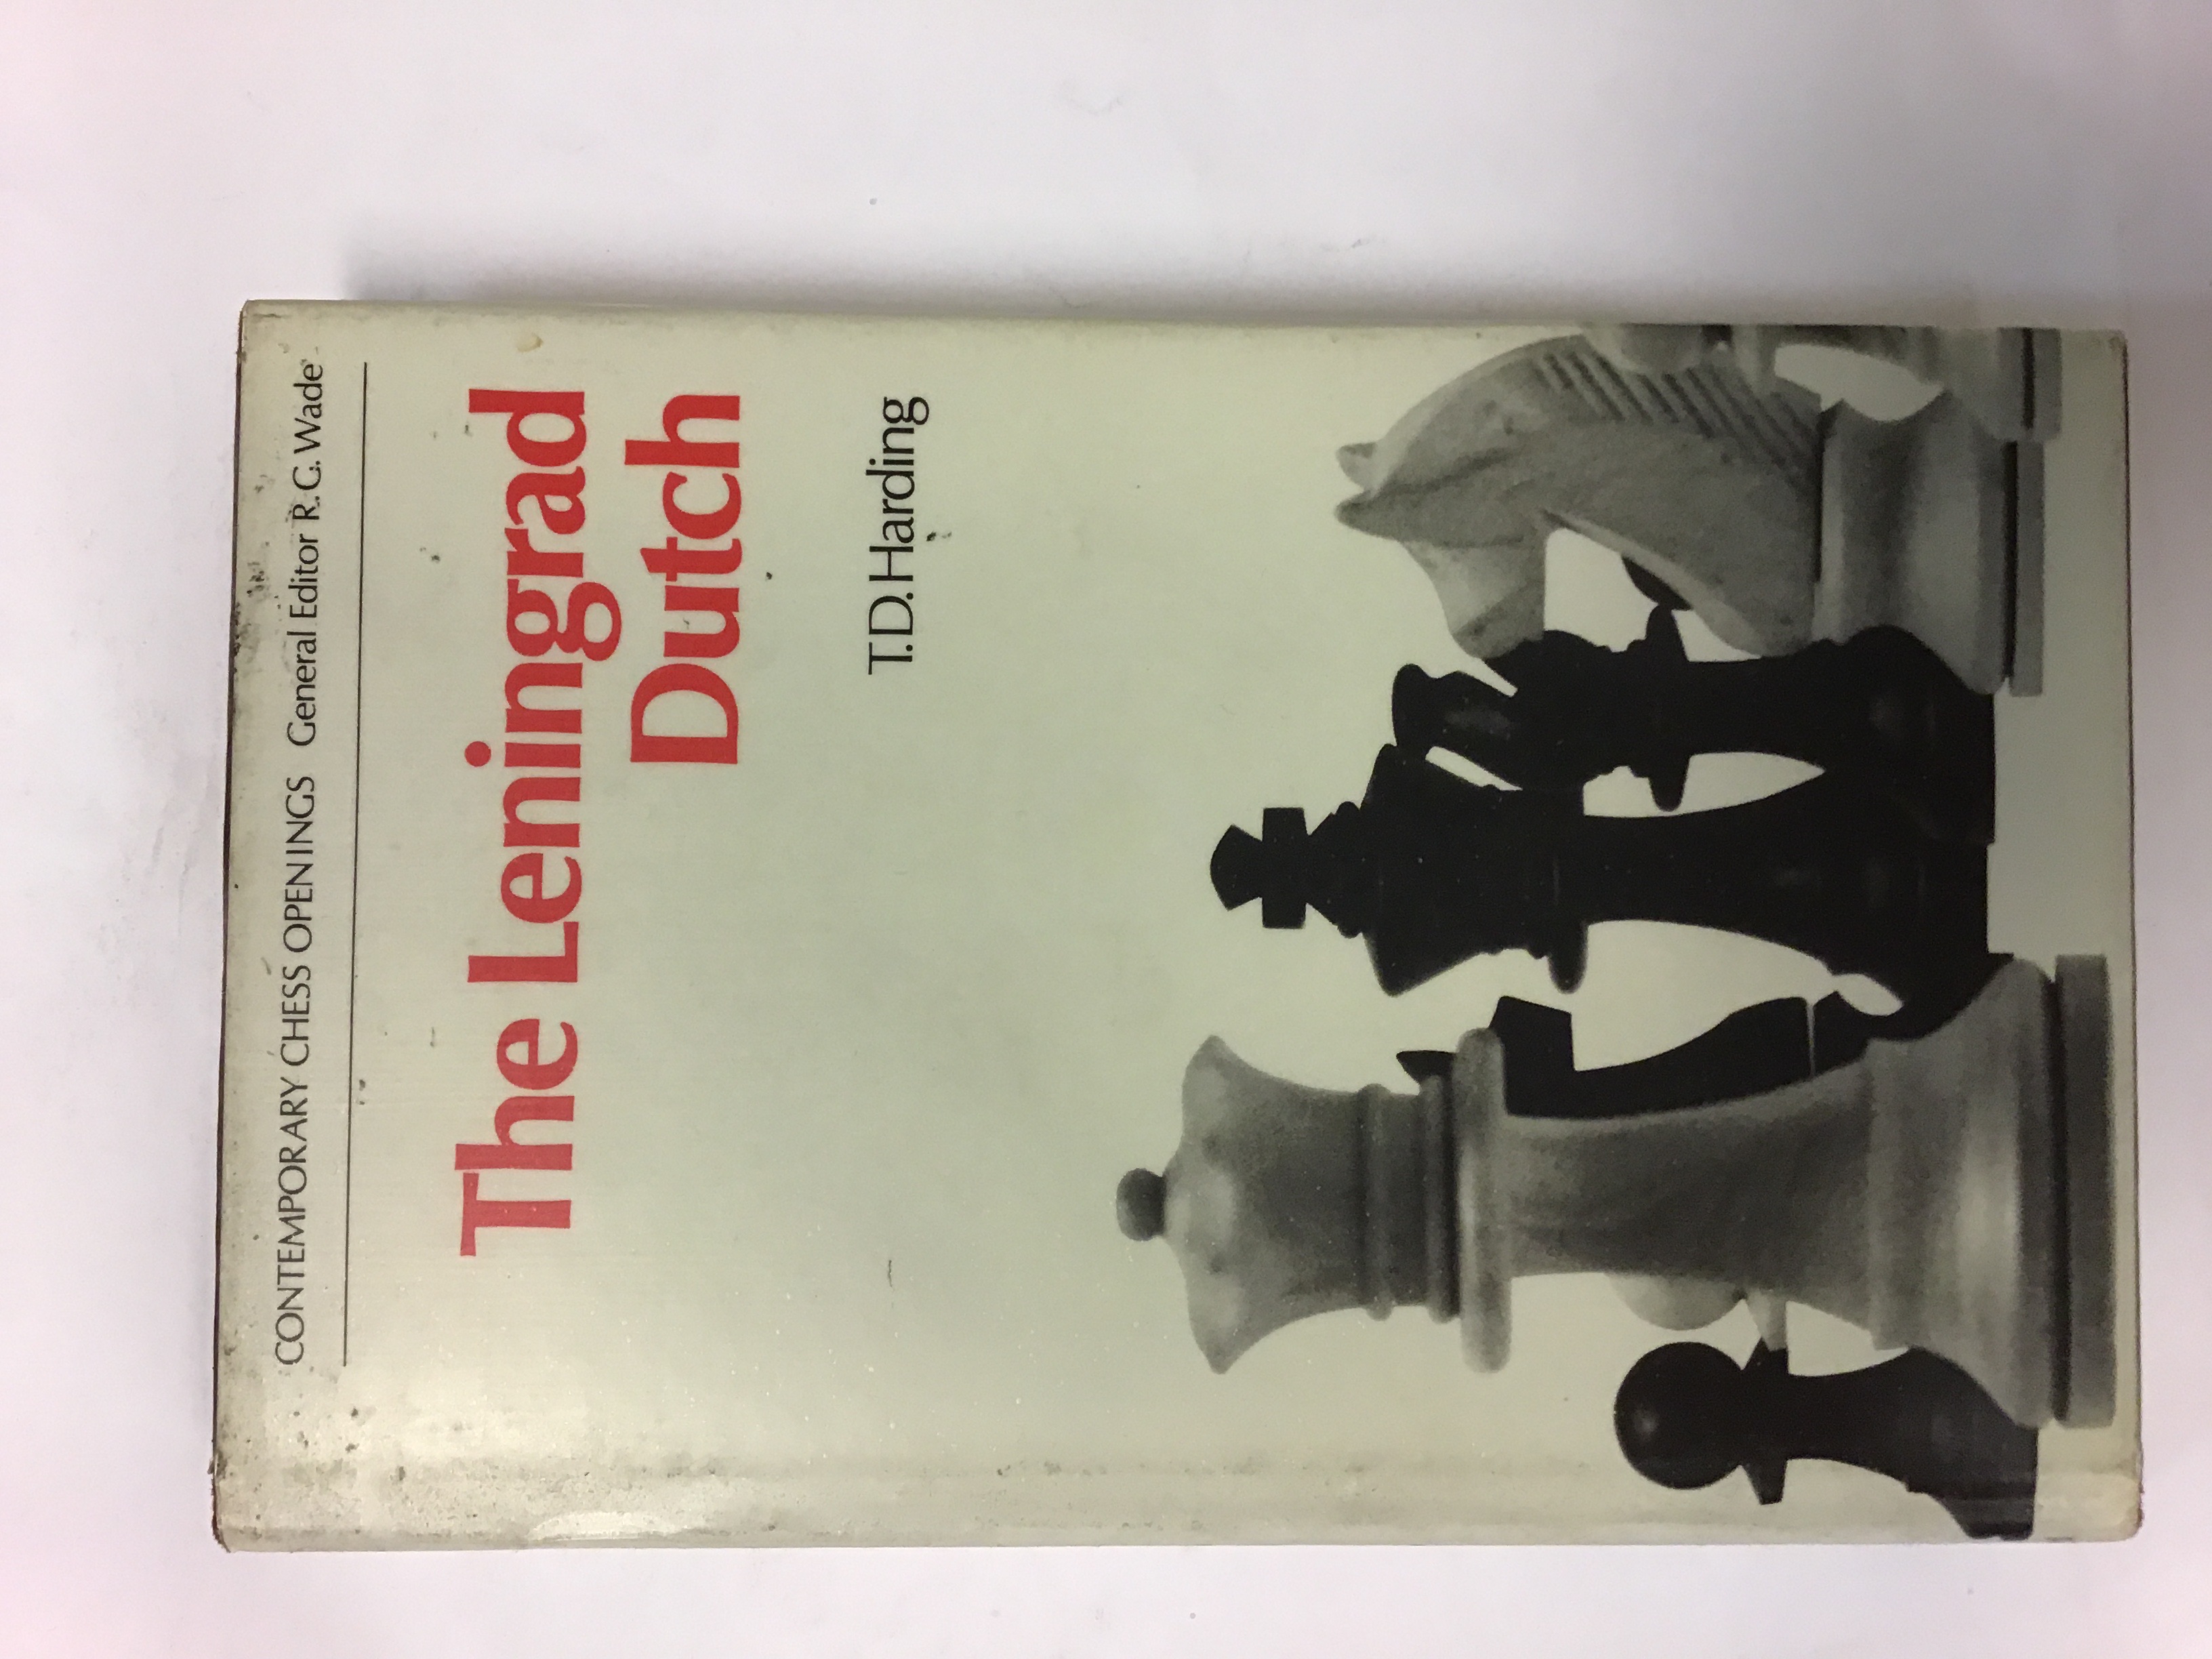 CONTEMPORARY CHESS OPENINGS General Editor R. G. Wade
The Leningrad
Dutch
T.D.Harding